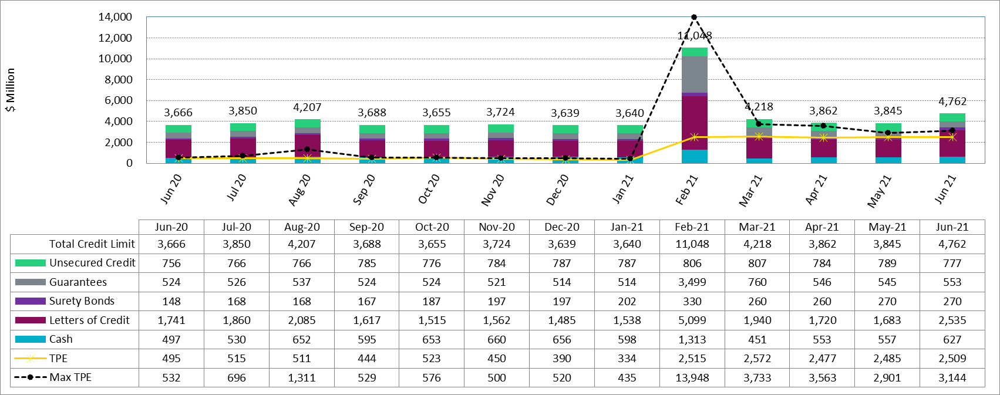 14,000
12,000
10,000
8,000
6,000
4,000
2,000
0
$ Million
3,666 3,850 4,207 3,688 3,655 3,724 3,639 3,640 11,048 4,218 3,862 3,845 4,762
Jun 20 Jul 20 Aug 20 Sep 20 Oct 20 Nov 20 Dec 20 Jan 21 Feb 21 Mar 21 Apr 21 May 21 Jun 21
Jun-20 Jul-20 Aug-20 Sep-20 Oct-20 Nov-20 Dec-20 Jan-21 Feb-21 Mar-21 Apr-21 May-21 Jun-21
Total Credit Limit 3,666 3,850 4,207 3,688 3,655 3,724 3,639 3,640 11,048 4,218 3,862 3,845 4,762
Unsecured Credit 756 766 766 785 776 784 787 787 806 807 784 789 777
Guarantees 524 526 537 524 524 521 514 514 3,499 760 546 545 553
Surety Bonds 148 168 168 167 187 197 197 202 330 260 260 270 270
Letters of Credit 1,741 1,860 2,085 1,617 1,515 1,562 1,485 1,538 5,099 1,940 1,720 1,683 2,535
Cash 497 530 652 595 653 660 656 598 1,313 451 553 557 627
TPE 495 515 511 444 523 450 390 334 2,515 2,572 2,477 2,485 2,509
Max TPE 532 696 1,311 529 576 500 520 435 13,948 3,733 3,563 2,901 3,144